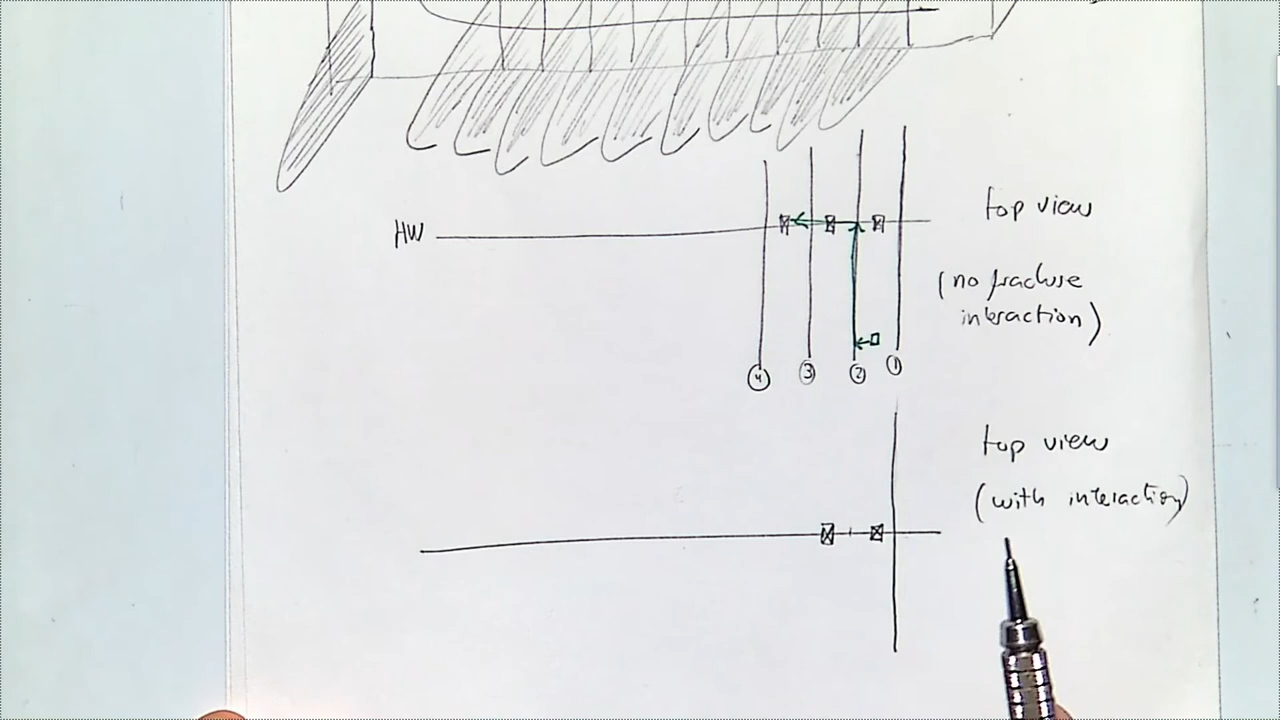 top view
HW
(no fracture
interaction)
4 3 2 1
top view
(with interaction)